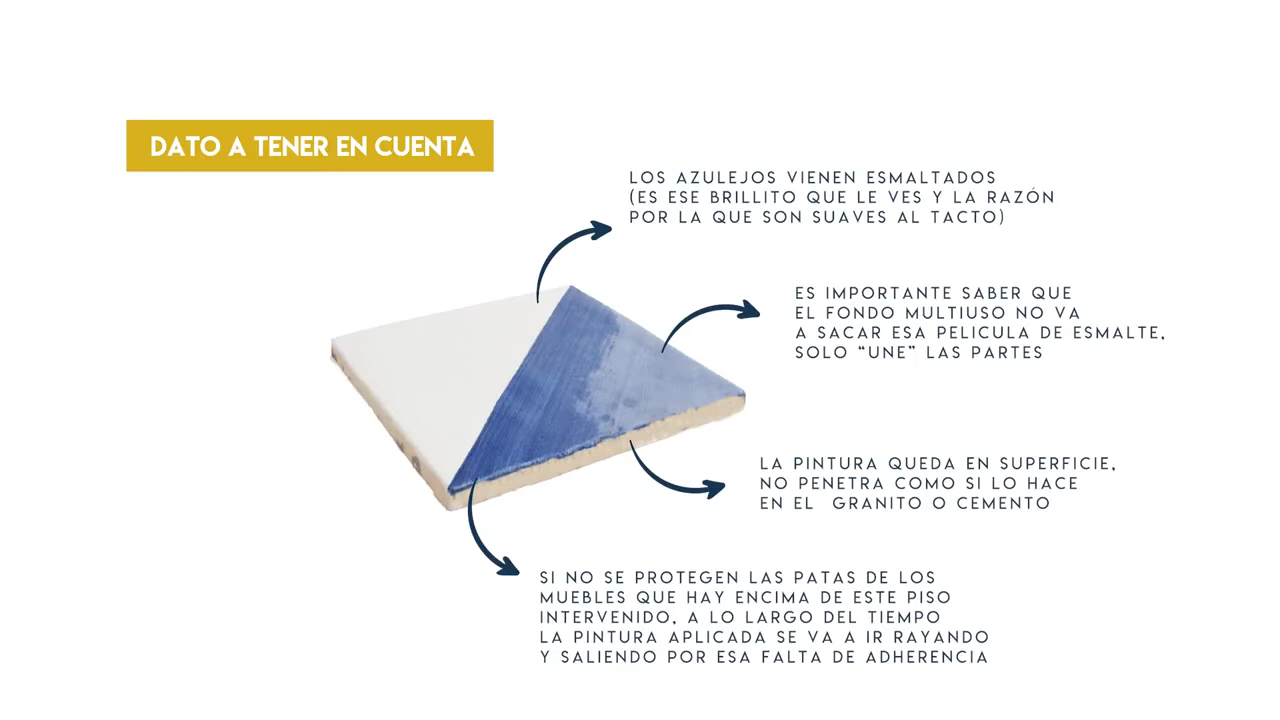 DATO A TENER EN CUENTA
LOS AZULEJOS VIENEN ESMALTADOS
(ES ESE BRILLITO QUE LE VES Y LA RAZÓN
POR LA QUE SON SUAVES AL TACTO)
ES IMPORTANTE SABER QUE
EL FONDO MULTIUSO NO VA
A SACAR ESA PELICULA DE ESMALTE,
SOLO “UNE” LAS PARTES
LA PINTURA QUEDA EN SUPERFICIE,
NO PENETRA COMO SI LO HACE
EN EL GRANITO O CEMENTO
SI NO SE PROTEGEN LAS PATAS DE LOS
MUEBLES QUE HAY ENCIMA DE ESTE PISO
INTERVENIDO, A LO LARGO DEL TIEMPO
LA PINTURA APLICADA SE VA A IR RAYANDO
Y SALIENDO POR ESA FALTA DE ADHERENCIA